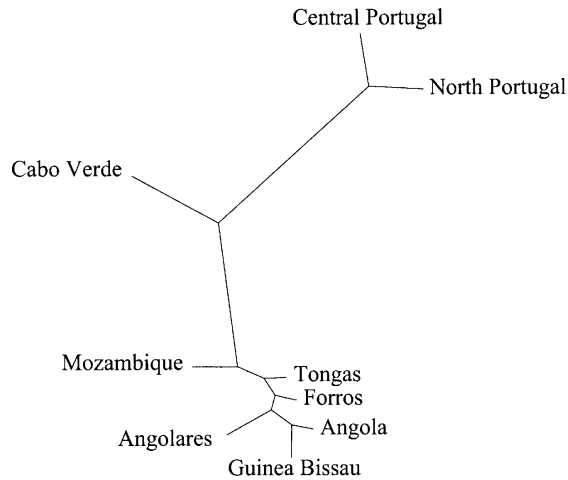 Central Portugal
North Portugal
Cabo Verde
Mozambique
Tongas
Forros
Angola
Angolares
Guinea Bissau